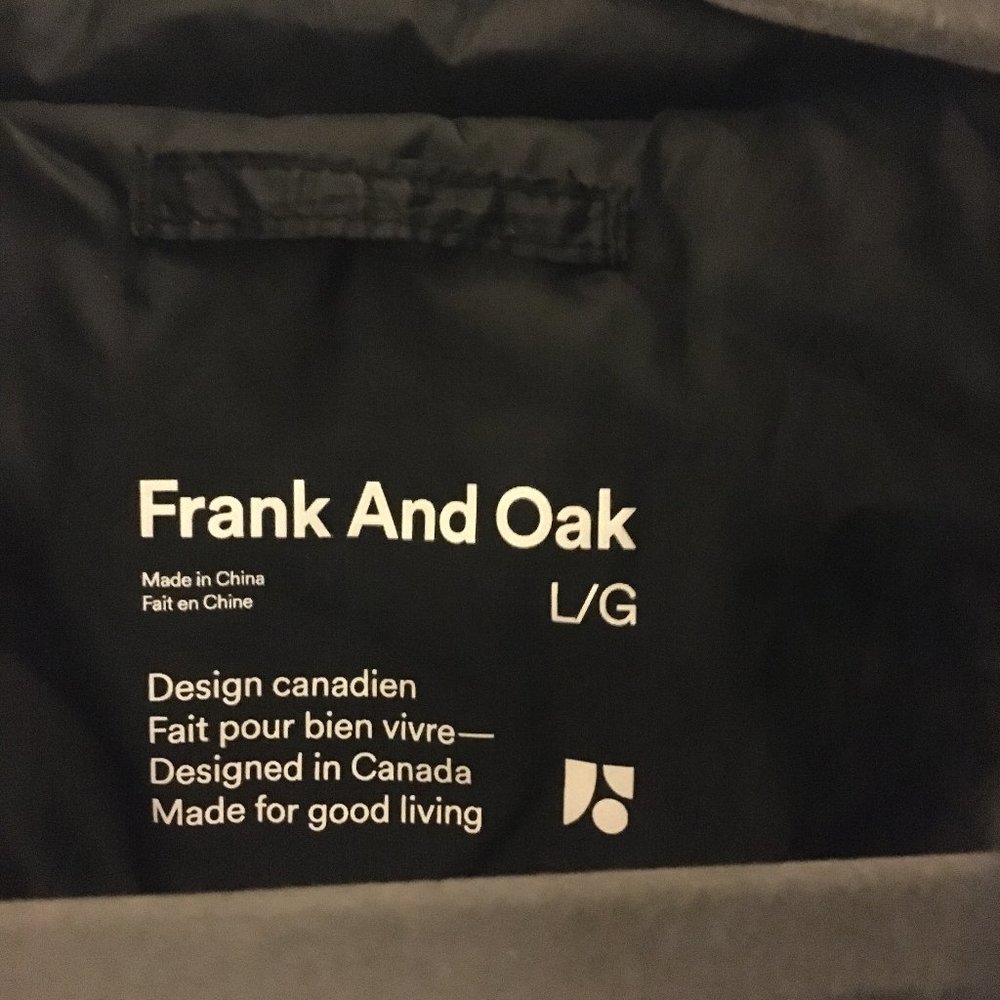 Frank And Oak
Made in China
Fait en Chine
L/G
Design canadien
Fait pour bien vivre—
Designed in Canada
Made for good living